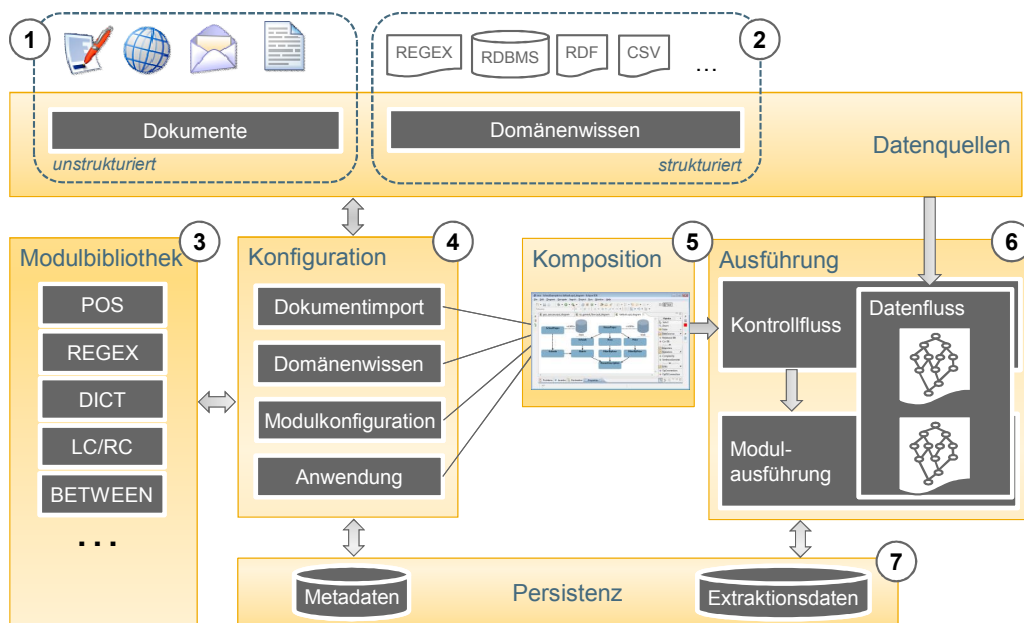 1
2
REGEX
RDBMS
RDF
CSV
...
Dokumente
Domänenwissen
Datenquellen
unstrukturiert
strukturiert
3
4
5
6
Modulbibliothek
Konfiguration
Komposition
Ausführung
POS
REGEX
DICT
LC/RC
BETWEEN
...
Dokumentimport
Domänenwissen
Modulkonfiguration
Anwendung
Kontrollfluss
Datenfluss
Modul-
ausführung
7
Metadaten
Persistenz
Extraktionsdaten